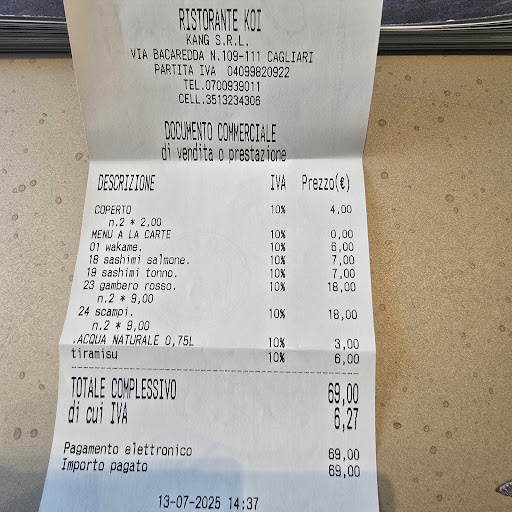 RISTORANTE KOI
KANG S.R.L.
VIA BACAREDDA N.109-111 CAGLIARI
PARTITA IVA 04099820922
TEL.0700939011
CELL.3513234306
DOCUMENTO COMMERCIALE
di vendita o prestazione
DESCRIZIONE IVA Prezzo(€)
COPERTO 10% 4,00
n.2 * 2,00
MENU A LA CARTE 10% 0,00
01 wakame. 10% 6,00
18 sashimi salmone. 10% 7,00
19 sashimi tonno. 10% 7,00
23 gambero rosso. 10% 18,00
n.2 * 9,00
24 scampi. 10% 18,00
n.2 * 9,00
.ACQUA NATURALE 0,75L 10% 3,00
tiramisu 10% 6,00
TOTALE COMPLESSIVO 69,00
di cui IVA 6,27
Pagamento elettronico 69,00
Importo pagato 69,00
13-07-2025 14:37